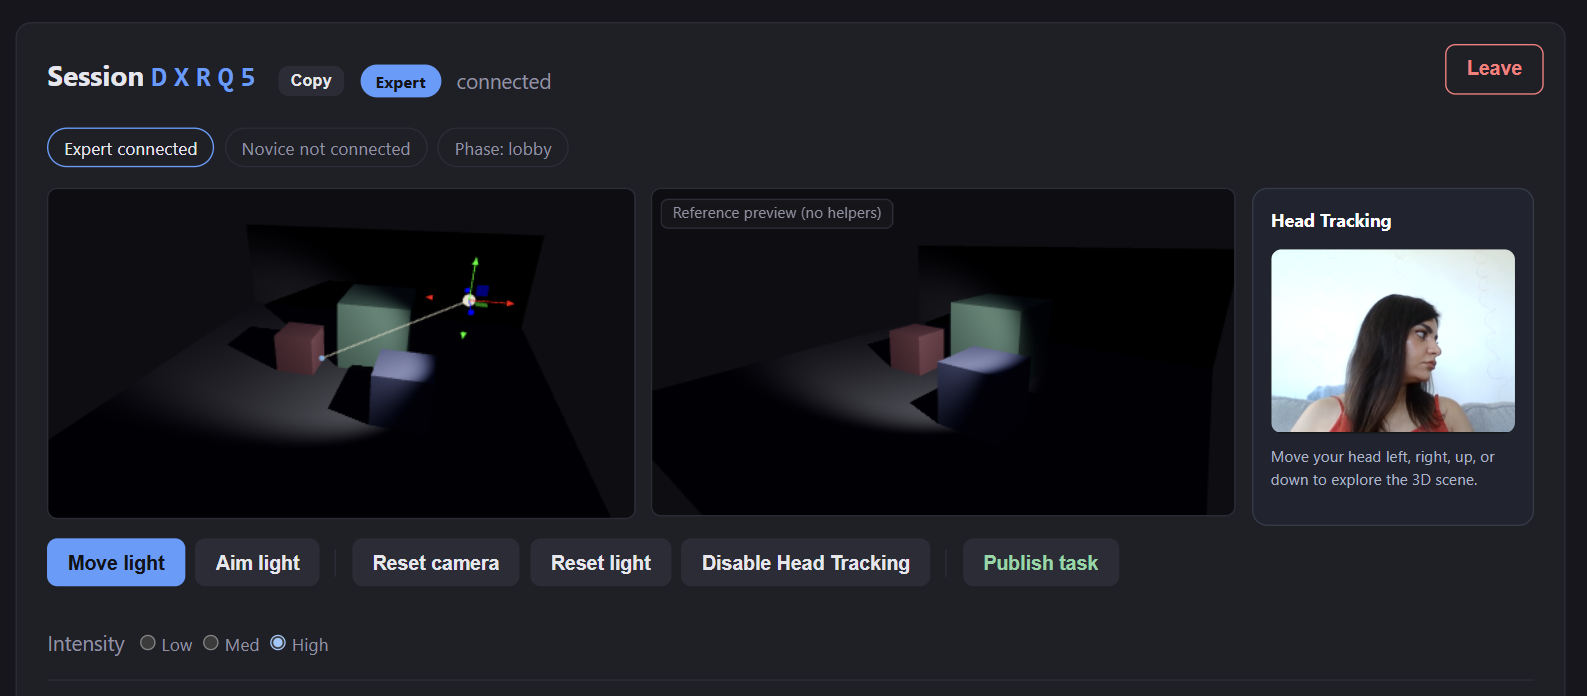 Session D X R Q 5 Copy Expert connected Leave
Expert connected Novice not connected Phase: lobby
Reference preview (no helpers)
Head Tracking
Move your head left, right, up, or
down to explore the 3D scene.
Move light Aim light Reset camera Reset light Disable Head Tracking Publish task
Intensity Low Med High